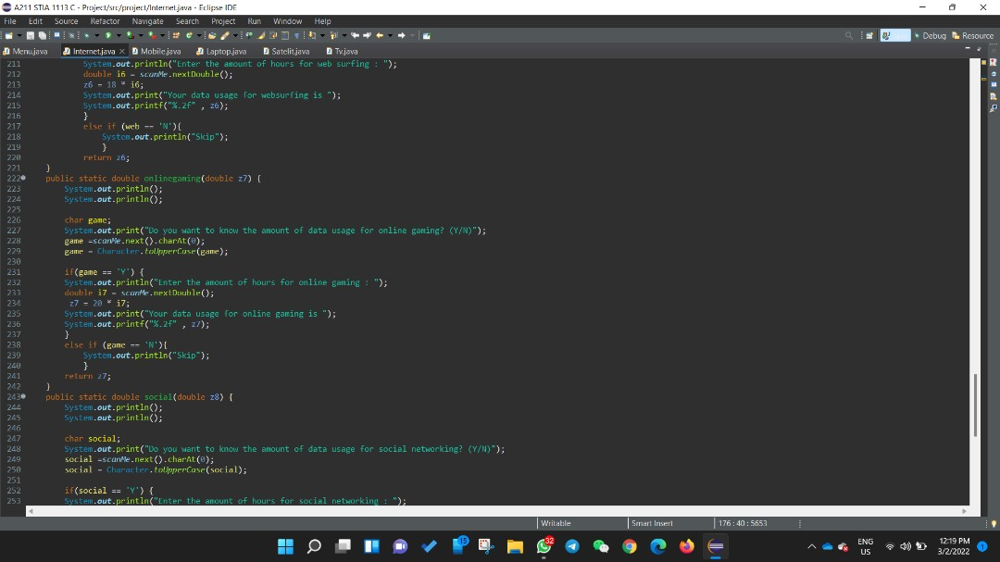 A211 STIA 1113 C - Project/src/project/Internet.java - Eclipse IDE
File Edit Source Refactor Navigate Search Project Run Window Help
Debug Resource
Menu.java Internet.java Mobile.java Laptop.java Satelit.java Tv.java
211 System.out.println("Enter the amount of hours for web surfing : ");
212 double i6 = scanMe.nextDouble();
213 z6 = 18 * i6;
214 System.out.print("Your data usage for websurfing is ");
215 System.out.printf("%.2f" , z6);
216 }
217 else if (web == 'N'){
218 System.out.println("Skip");
219 }
220 return z6;
221 }
222 public static double onlinegaming(double z7) {
223 System.out.println();
224 System.out.println();
225
226 char game;
227 System.out.print("Do you want to know the amount of data usage for online gaming? (Y/N)");
228 game =scanMe.next().charAt(0);
229 game = Character.toUpperCase(game);
230
231 if(game == 'Y') {
232 System.out.println("Enter the amount of hours for online gaming : ");
233 double i7 = scanMe.nextDouble();
234 z7 = 20 * i7;
235 System.out.print("Your data usage for online gaming is ");
236 System.out.printf("%.2f" , z7);
237 }
238 else if (game == 'N'){
239 System.out.println("Skip");
240 }
241 return z7;
242 }
243 public static double social(double z8) {
244 System.out.println();
245 System.out.println();
246
247 char social;
248 System.out.print("Do you want to know the amount of data usage for social networking? (Y/N)");
249 social =scanMe.next().charAt(0);
250 social = Character.toUpperCase(social);
251
252 if(social == 'Y') {
253 System.out.println("Enter the amount of hours for social networking : ");
Writable Smart Insert 176 : 40 : 5653
15 32 ENG US 12:19 PM 3/2/2022 1